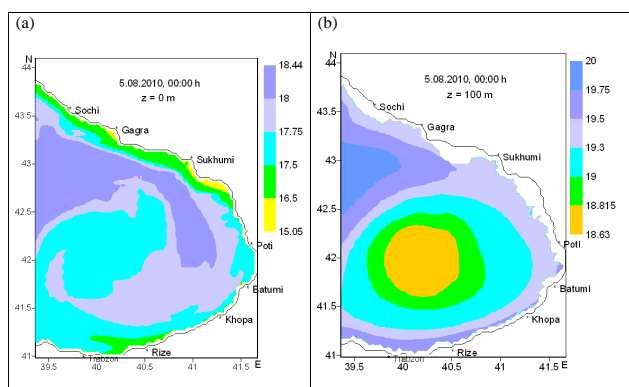 (a)
N
44
5.08.2010, 00:00 h
z = 0 m
Sochi
Gagra
Sukhumi
Poti
Batumi
Khopa
Rize
Trabzon
43.5
43
42.5
42
41.5
41
39.5
40
40.5
41
41.5
E
18.44
18
17.75
17.5
16.5
15.05
(b)
N
44
5.08.2010, 00:00 h
z = 100 m
Sochi
Gagra
Sukhumi
Poti
Batumi
Khopa
Rize
Trabzon
43.5
43
42.5
42
41.5
41
39.5
40
40.5
41
41.5
E
20
19.75
19.5
19.3
19
18.815
18.63